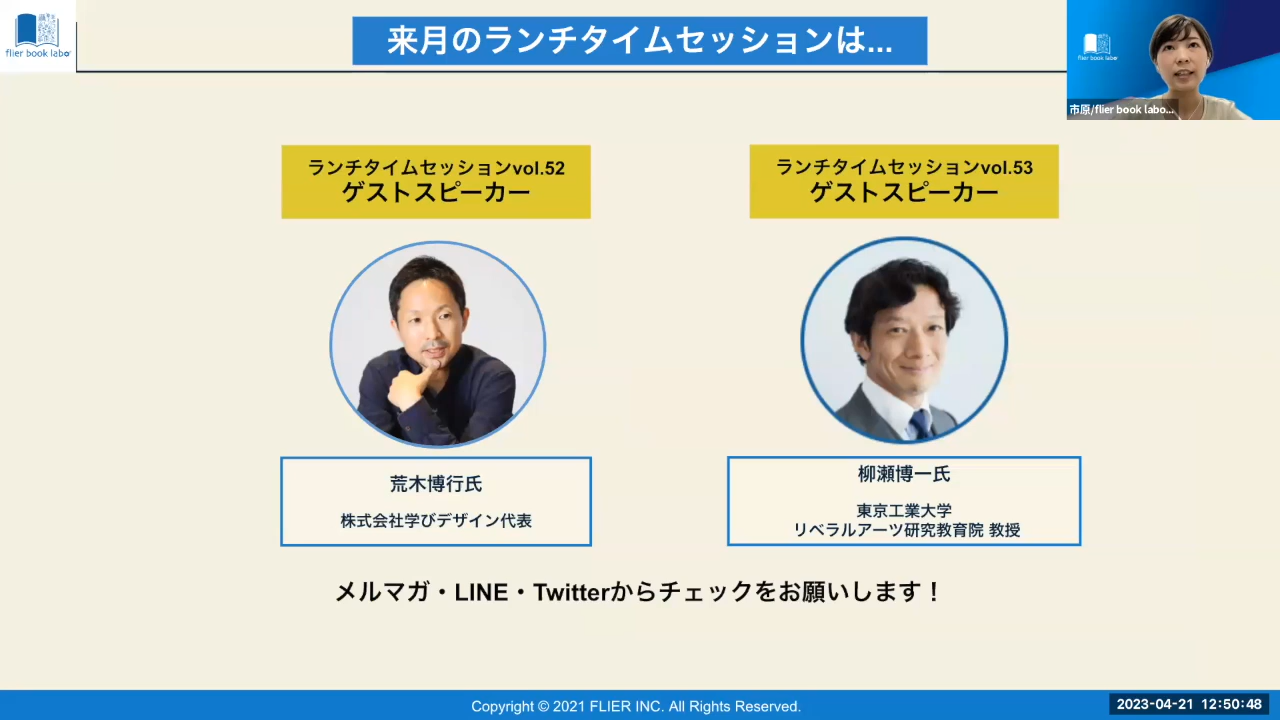 flier book labo
来月のランチタイムセッションは...
flier book labo
市原/flier book labo...
ランチタイムセッションvol.52
ゲストスピーカー
ランチタイムセッションvol.53
ゲストスピーカー
荒木博行氏
株式会社学びデザイン代表
柳瀬博一氏
東京工業大学
リベラルアーツ研究教育院 教授
メルマガ・LINE・Twitterからチェックをお願いします！
Copyright © 2021 FLIER INC. All Rights Reserved.
2023-04-21 12:50:48